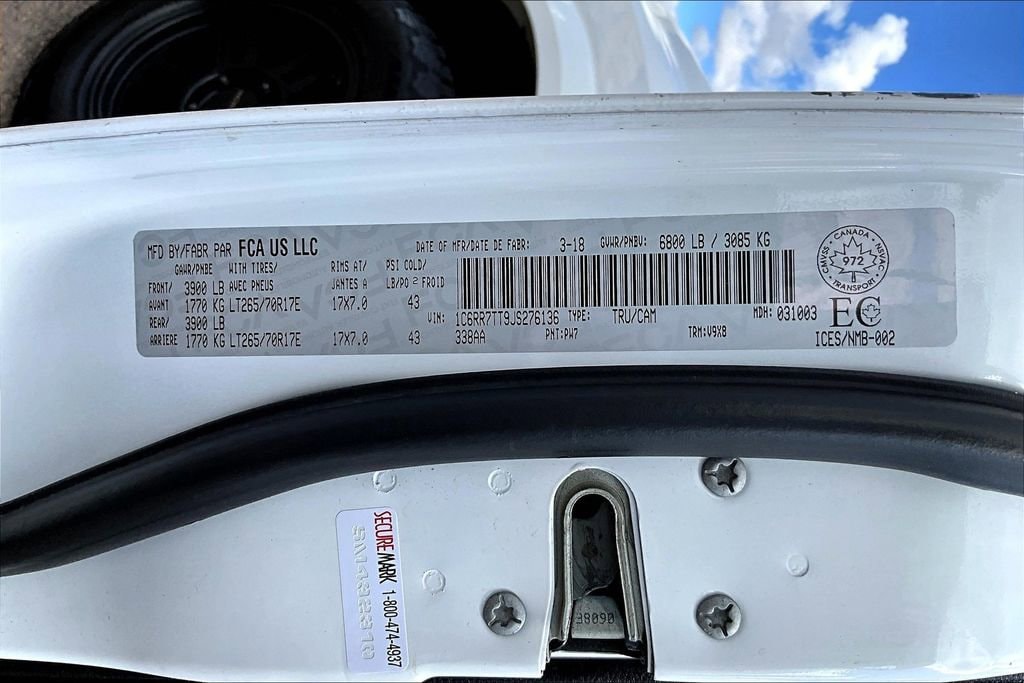 MFD BY/FABR PAR FCA US LLC DATE OF MFR/DATE DE FABR: 3-18 GVWR/PNBV: 6800 LB / 3085 KG
GAWR/PNBE WITH TIRES/ RIMS AT/ PSI COLD/
FRONT/ 3900 LB AVEC PNEUS JANTES A LB/PO² FROID
AVANT 1770 KG LT265/70R17E 17X7.0 43
VIN: 1C6RR7TT9JS276136 TYPE: TRU/CAM MDH: 031003
REAR/ 3900 LB
ARRIERE 1770 KG LT265/70R17E 17X7.0 43 338AA PNT:PW7 TRM:V9X8 ICES/NMB-002
CANADA
CMVSS NSVAC
972
TRANSPORT
EC
SECUREMARK 1-800-474-4937
38090